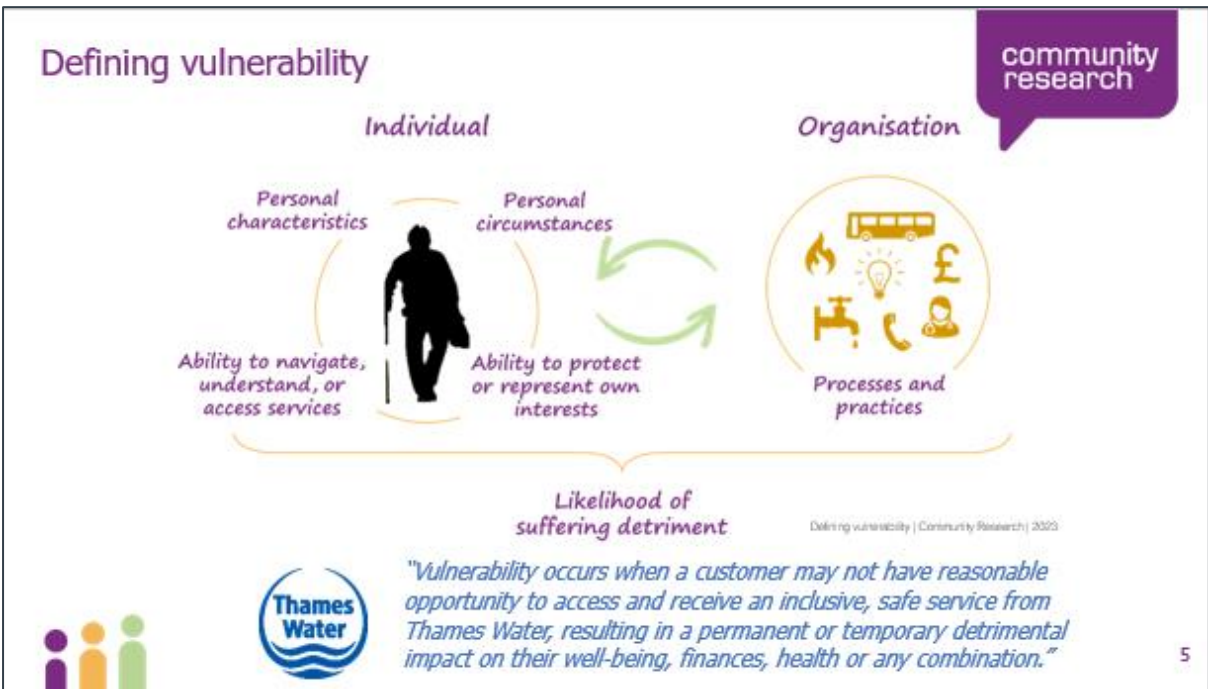 Defining vulnerability
community
research
Individual
Organisation
Personal
characteristics
Personal
circumstances
£
Ability to navigate,
understand, or
access services
Ability to protect
or represent own
interests
Processes and
practices
Likelihood of
suffering detriment
Defining vulnerability | Community Research | 2023
Thames
Water
"Vulnerability occurs when a customer may not have reasonable
opportunity to access and receive an inclusive, safe service from
Thames Water, resulting in a permanent or temporary detrimental
impact on their well-being, finances, health or any combination."
5